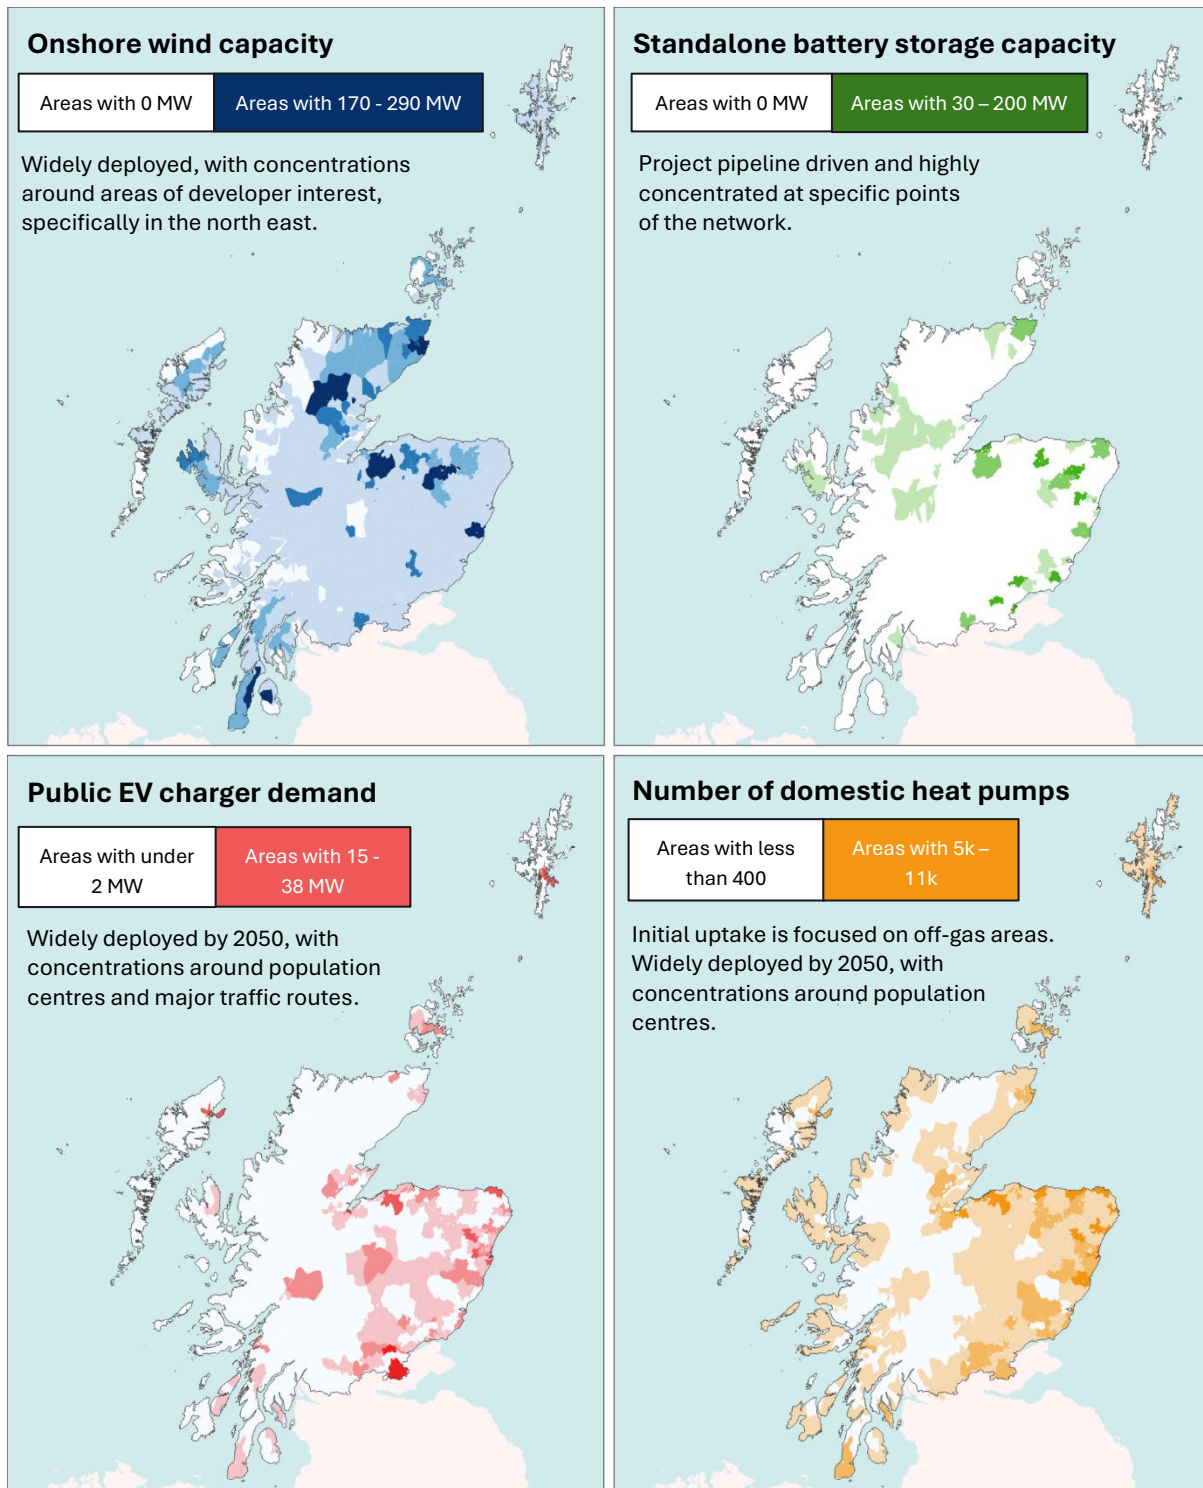 Onshore wind capacity
Areas with 0 MW
Areas with 170 - 290 MW
Widely deployed, with concentrations
around areas of developer interest,
specifically in the north east.
Standalone battery storage capacity
Areas with 0 MW
Areas with 30 – 200 MW
Project pipeline driven and highly
concentrated at specific points
of the network.
Public EV charger demand
Areas with under
2 MW
Areas with 15 -
38 MW
Widely deployed by 2050, with
concentrations around population
centres and major traffic routes.
Number of domestic heat pumps
Areas with less
than 400
Areas with 5k –
11k
Initial uptake is focused on off-gas areas.
Widely deployed by 2050, with
concentrations around population
centres.